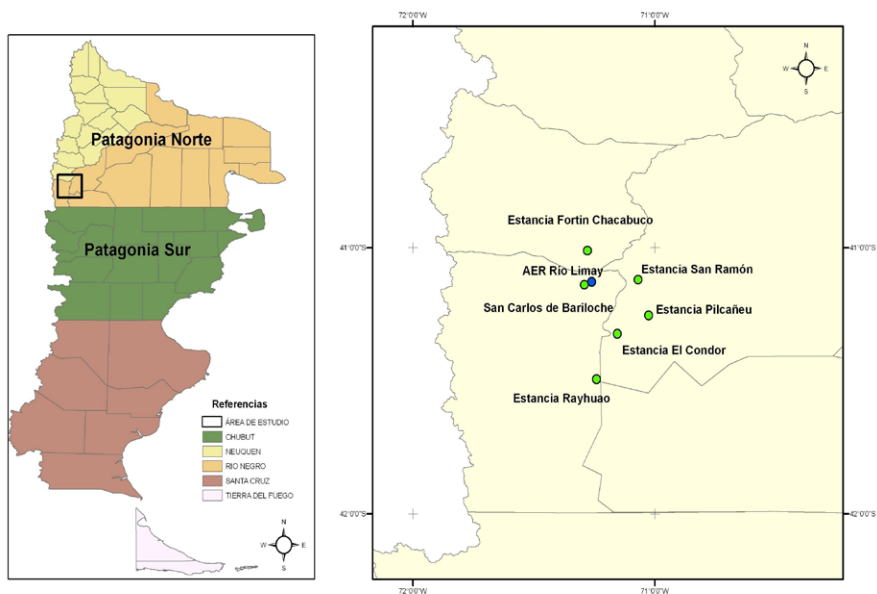 Patagonia Norte
Patagonia Sur
Referencias
ÁREA DE ESTUDIO
CHUBUT
NEUQUEN
RIO NEGRO
SANTA CRUZ
TIERRA DEL FUEGO
N
W E
S
72°0'0"W 71°0'0"W
N
W E
S
Estancia Fortin Chacabuco
41°0'0"S 41°0'0"S
AER Río Limay
Estancia San Ramón
San Carlos de Bariloche
Estancia Pilcañeu
Estancia El Condor
Estancia Rayhuao
42°0'0"S 42°0'0"S
72°0'0"W 71°0'0"W